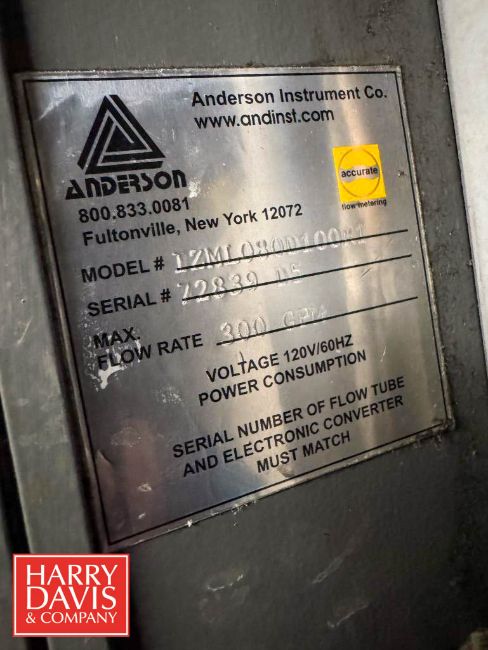 Anderson Instrument Co.
www.andinst.com
ANDERSON
accurate
flow metering
800.833.0081
Fultonville, New York 12072
MODEL #
SERIAL # 72839
MAX.
FLOW RATE 300 GPM
VOLTAGE 120V/60HZ
POWER CONSUMPTION
SERIAL NUMBER OF FLOW TUBE
AND ELECTRONIC CONVERTER
MUST MATCH
HARRY
DAVIS
& COMPANY